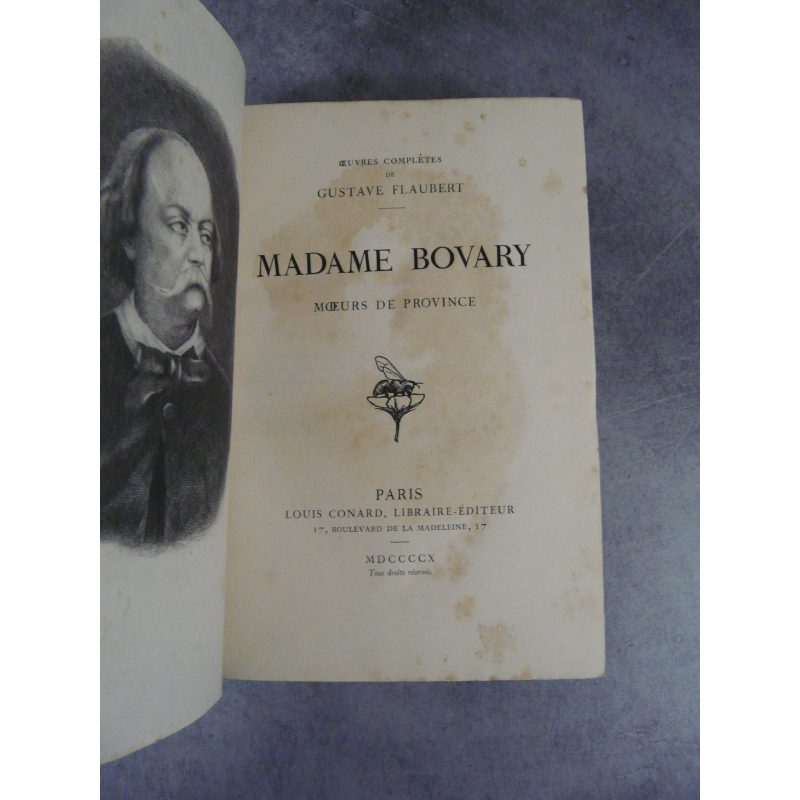 ŒUVRES COMPLÈTES
DE
GUSTAVE FLAUBERT
MADAME BOVARY
MŒURS DE PROVINCE
PARIS
LOUIS CONARD, LIBRAIRE-ÉDITEUR
17, BOULEVARD DE LA MADELEINE, 17
MDCCCCX
Tous droits réservés.